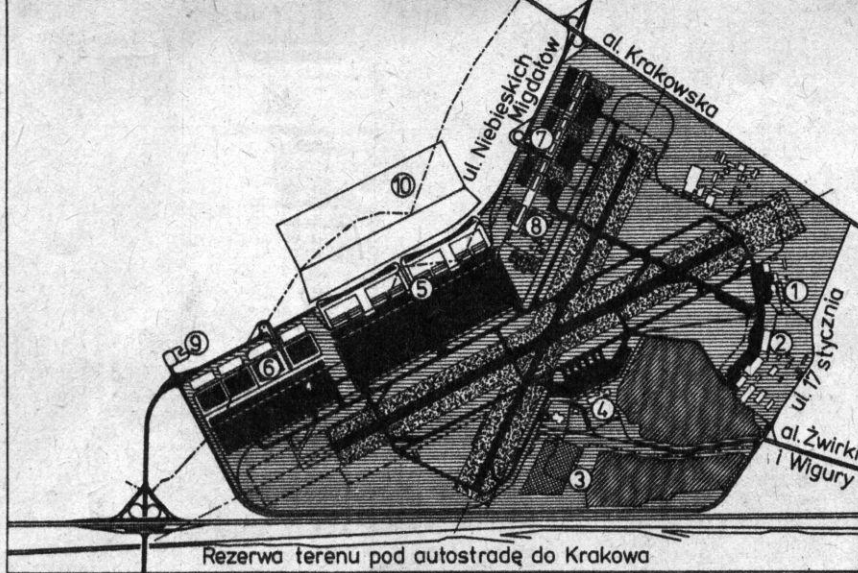 al. Krakowska
ul. Niebieskich
Migdałów
10
7
8
5
1
9
6
2
ul. 17 stycznia
4
al. Żwirki
i Wigury
3
Rezerwa terenu pod autostradę do Krakowa